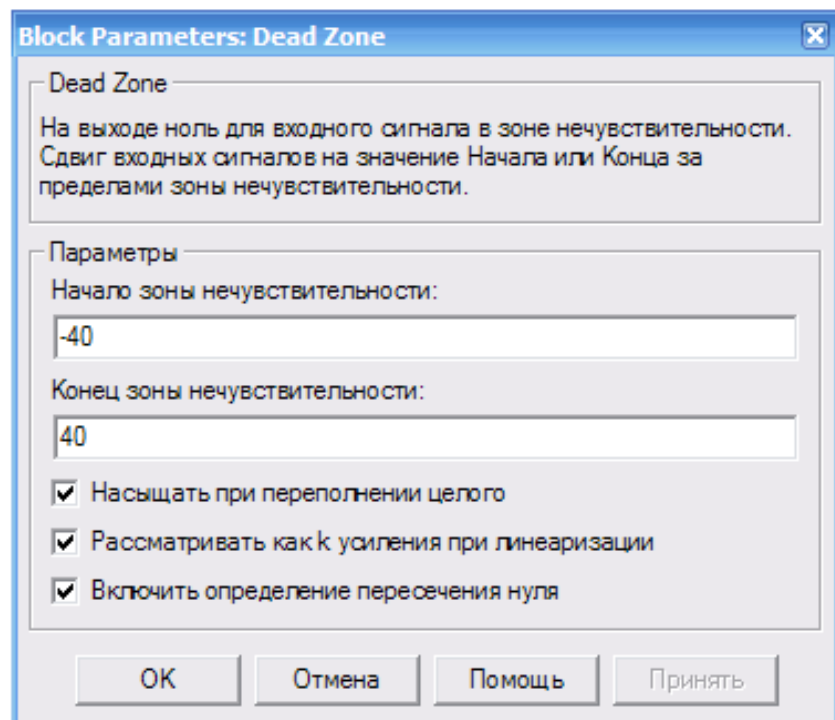 Block Parameters: Dead Zone
Dead Zone
На выходе ноль для входного сигнала в зоне нечувствительности.
Сдвиг входных сигналов на значение Начала или Конца за
пределами зоны нечувствительности.
Параметры
Начало зоны нечувствительности:
-40
Конец зоны нечувствительности:
40
Насыщать при переполнении целого
Рассматривать как k усиления при линеаризации
Включить определение пересечения нуля
OK Отмена Помощь Принять